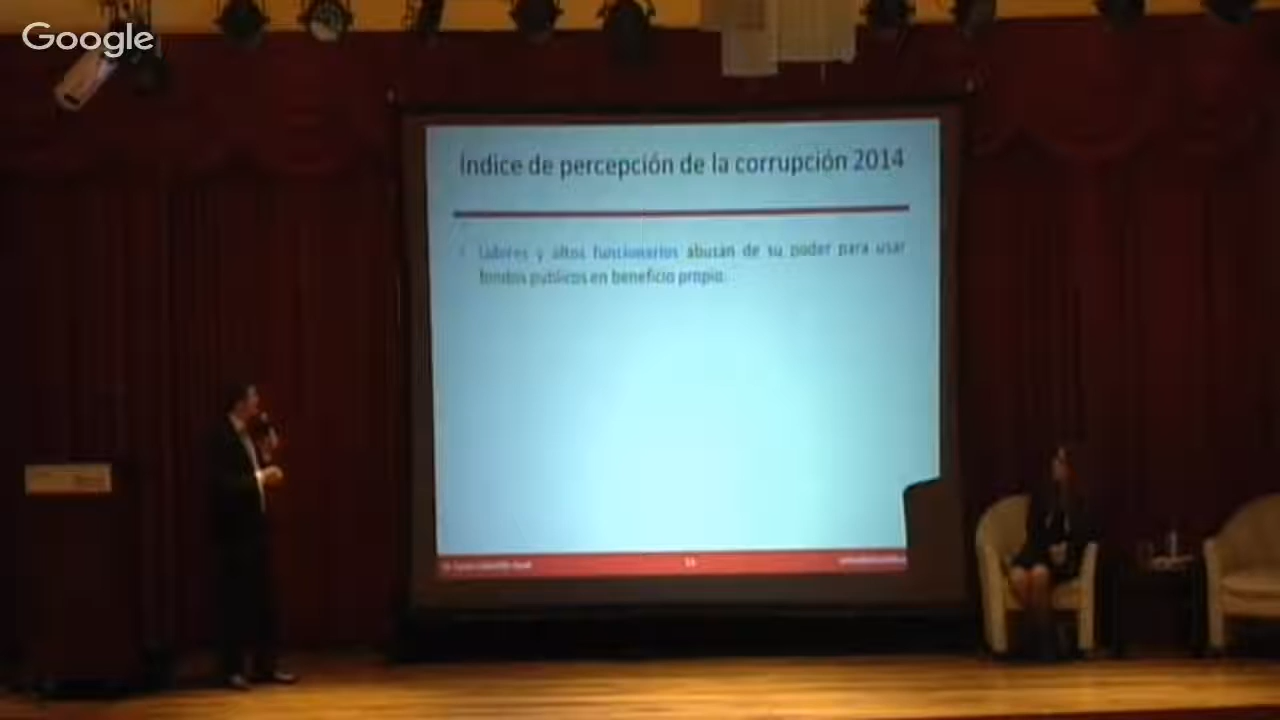 Google
Índice de percepción de la corrupción 2014
Líderes y altos funcionarios abusan de su poder para usar
fondos públicos en beneficio propio.